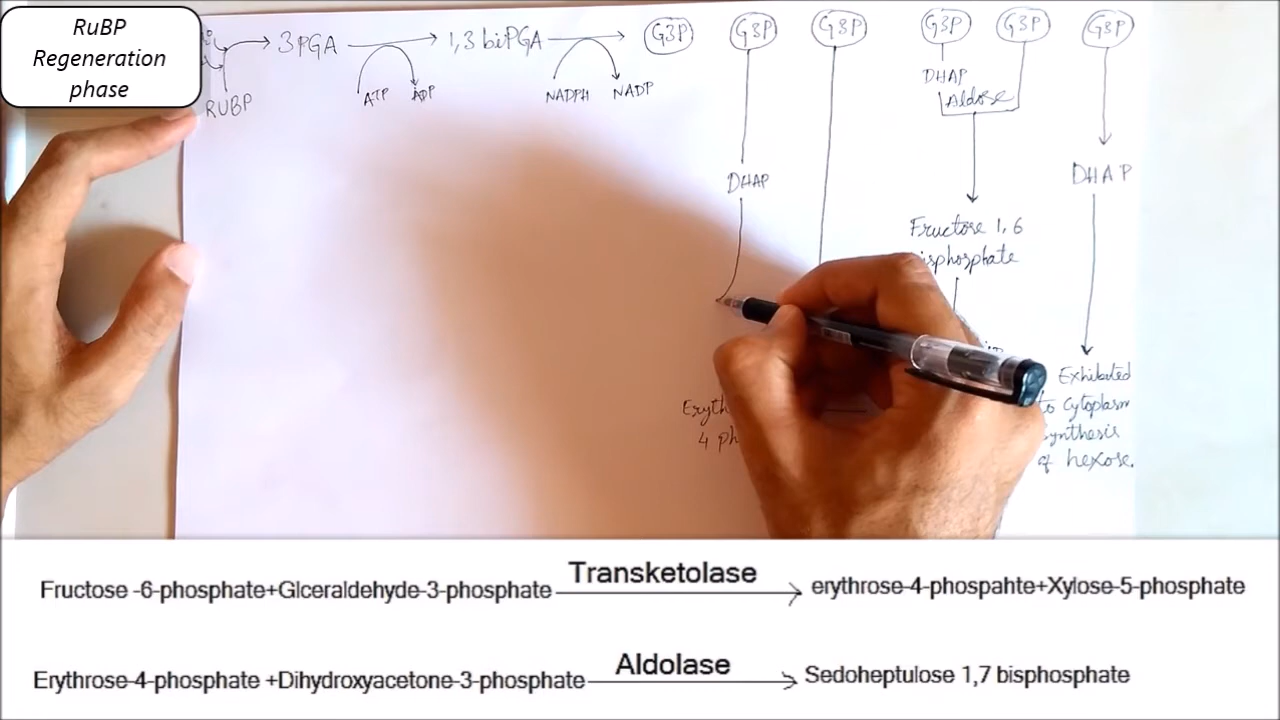 RuBP
Regeneration
phase
3PGA
1,3 biPGA
G3P
G3P
G3P
G3P
G3P
G3P
RUBP
ATP
ADP
NADPH
NADP
DHAP
Aldose
DHAP
DHAP
Fructose 1,6
Exhibited
to cytoplasm
synthesis
of hexose.
4
Transketolase
Fructose -6-phosphate+Glceraldehyde-3-phosphate
erythrose-4-phospahte+Xylose-5-phosphate
Aldolase
Erythrose-4-phosphate +Dihydroxyacetone-3-phosphate
Sedoheptulose 1,7 bisphosphate